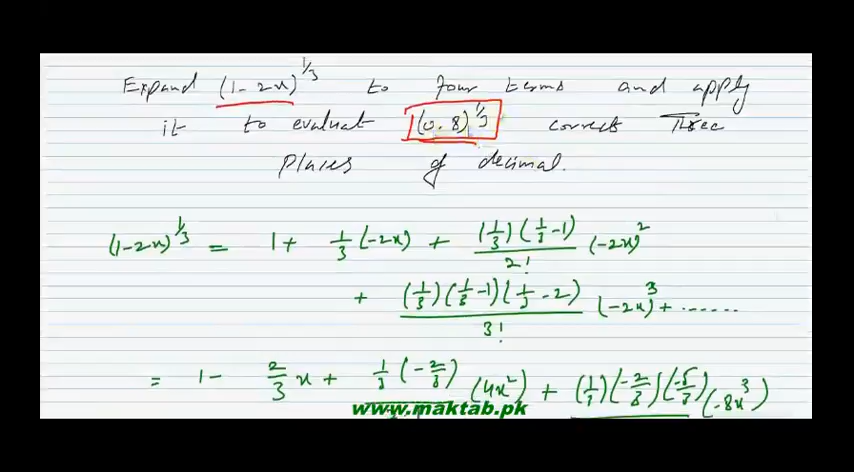 Expand (1-2x)^1/3 to four terms and apply
it to evaluate (0.8)^1/3 corrects Three
places of decimal.
(1-2x)^1/3 = 1 + 1/3 (-2x) + (1/3)(1/3 -1)/2! (-2x)^2
+ (1/3)(1/3 -1)(1/3 -2)/3! (-2x)^3 + ......
= 1 - 2/3 x + 1/3 (-2/3) (4x^2) + (1/3)(-2/3)(-5/3) (-8x^3)
www.maktab.pk